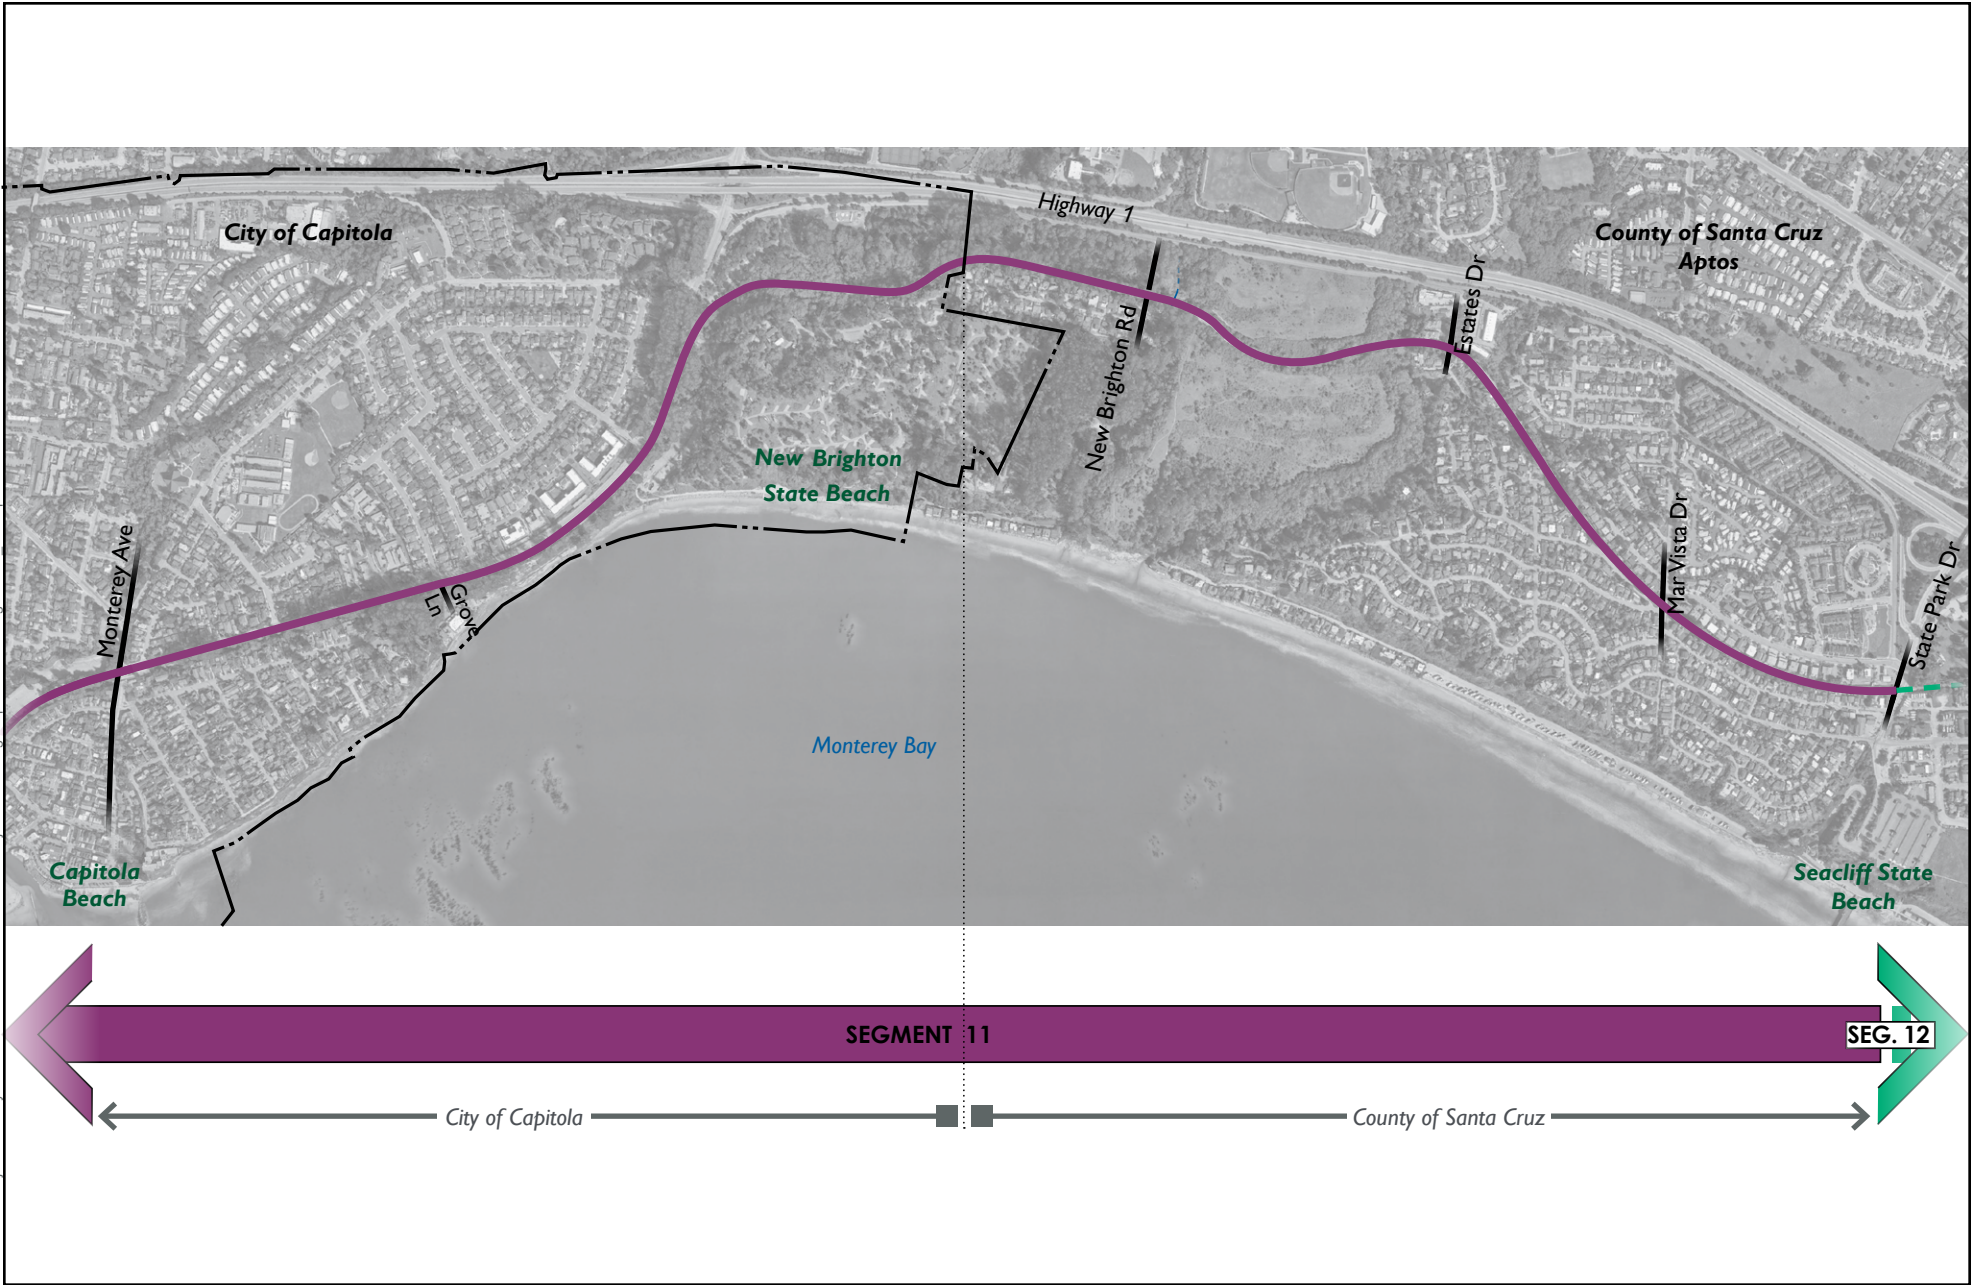 Highway 1
City of Capitola
County of Santa Cruz
Aptos
Estates Dr
New Brighton Rd
New Brighton
State Beach
Monterey Ave
Grove
Ln
Mar Vista Dr
State Park Dr
Monterey Bay
Capitola
Beach
Seacliff State
Beach
SEGMENT 11
SEG. 12
City of Capitola
County of Santa Cruz